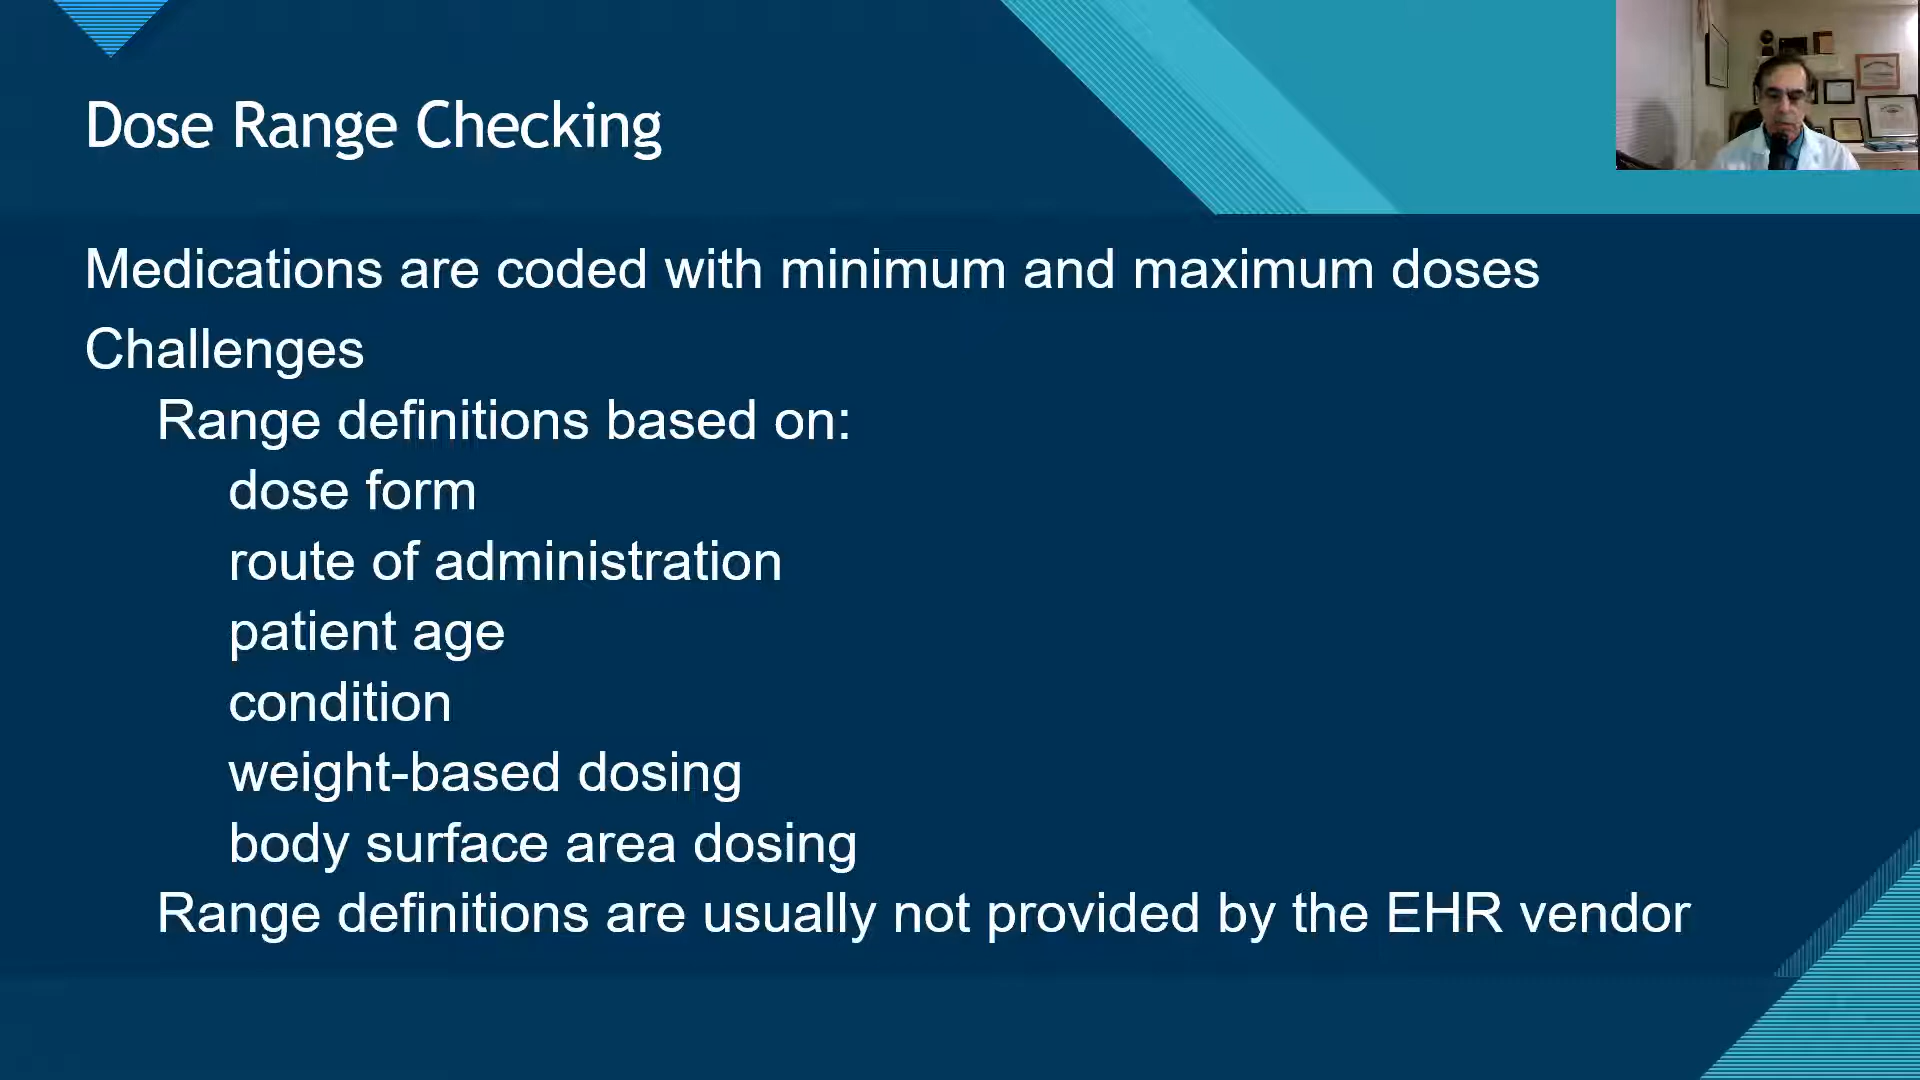 Dose Range Checking
Medications are coded with minimum and maximum doses
Challenges
Range definitions based on:
dose form
route of administration
patient age
condition
weight-based dosing
body surface area dosing
Range definitions are usually not provided by the EHR vendor